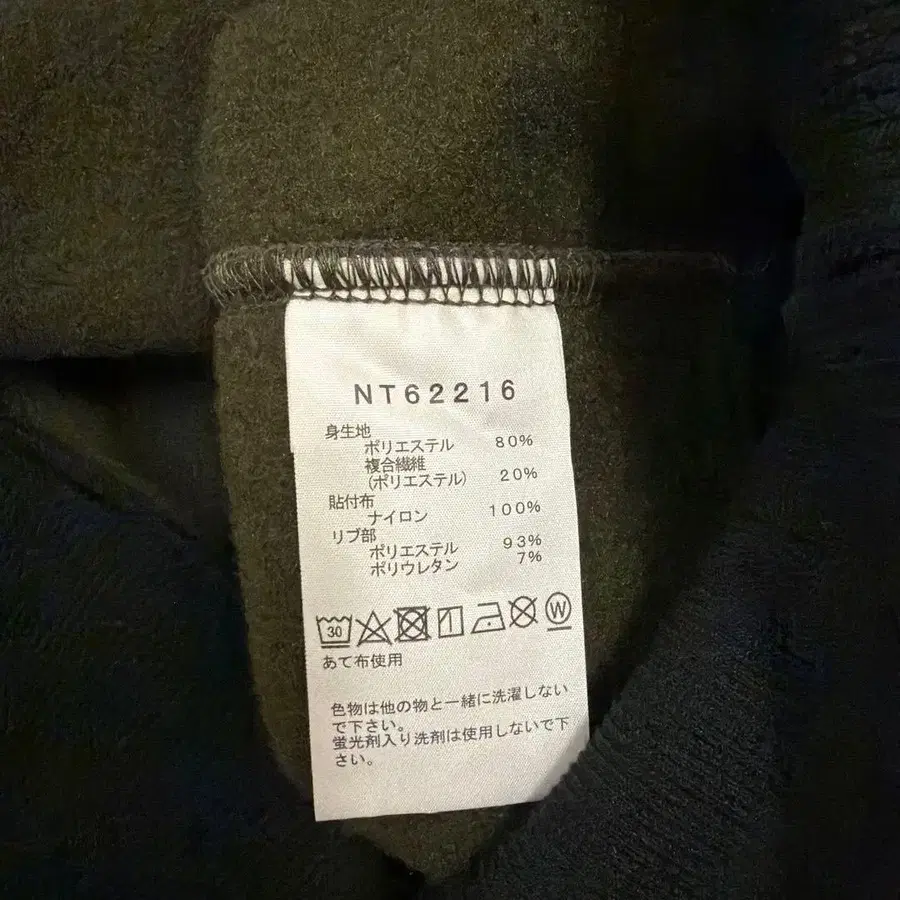 NT62216
身生地
ポリエステル 80%
複合繊維
(ポリエステル) 20%
貼付布
ナイロン 100%
リブ部
ポリエステル 93%
ポリウレタン 7%
30 W
あて布使用
色物は他の物と一緒に洗濯しない
で下さい。
蛍光剤入り洗剤は使用しないで下
さい。